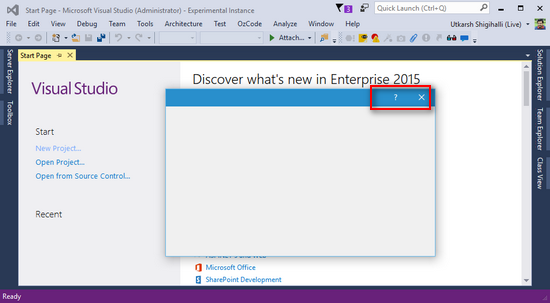 Start Page - Microsoft Visual Studio (Administrator) - Experimental Instance
3
Quick Launch (Ctrl+Q)
File Edit View Debug Team Tools Architecture Test OzCode Analyze Window Help
Utkarsh Shigihalli (Live)
Attach...
Server Explorer
Toolbox
Start Page
Visual Studio
Start
New Project...
Open Project...
Open from Source Control...
Recent
Discover what's new in Enterprise 2015
?
Microsoft Office
SharePoint Development
Solution Explorer
Team Explorer
Class View
Ready